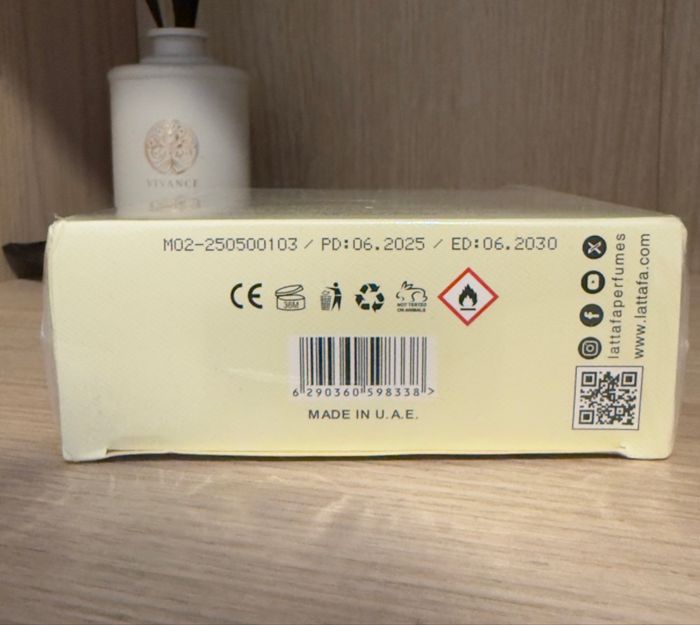 VIVANCE
M02-250500103 / PD:06.2025 / ED:06.2030
CE
36M
NOT TESTED
ON ANIMALS
6 290360 598338 >
MADE IN U.A.E.
lattafaperfumes
www.lattafa.com